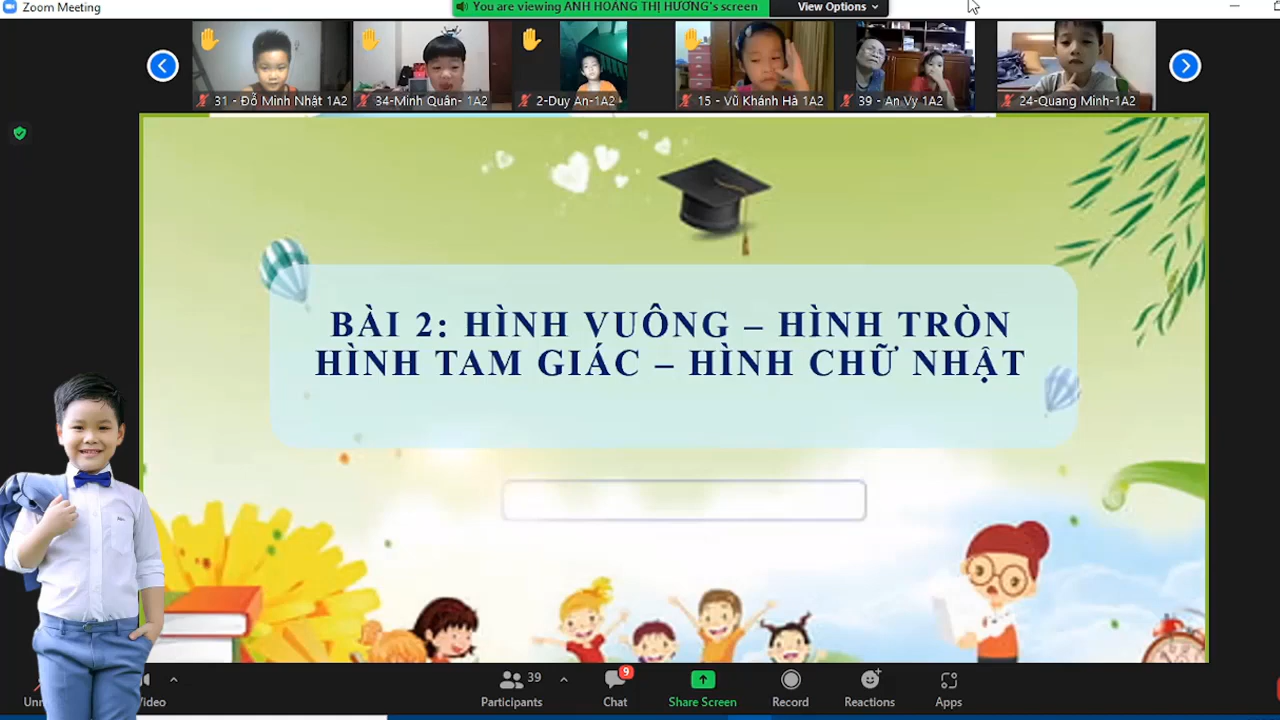 Zoom Meeting
You are viewing ANH HOÀNG THỊ HƯƠNG's screen
View Options
31 - Đỗ Minh Nhật 1A2
34-Minh Quân- 1A2
2-Duy An-1A2
15 - Vũ Khánh Hà 1A2
39 - An Vy 1A2
24-Quang Minh-1A2
BÀI 2: HÌNH VUÔNG – HÌNH TRÒN
HÌNH TAM GIÁC – HÌNH CHỮ NHẬT
39
9
Participants
Chat
Share Screen
Record
Reactions
Apps